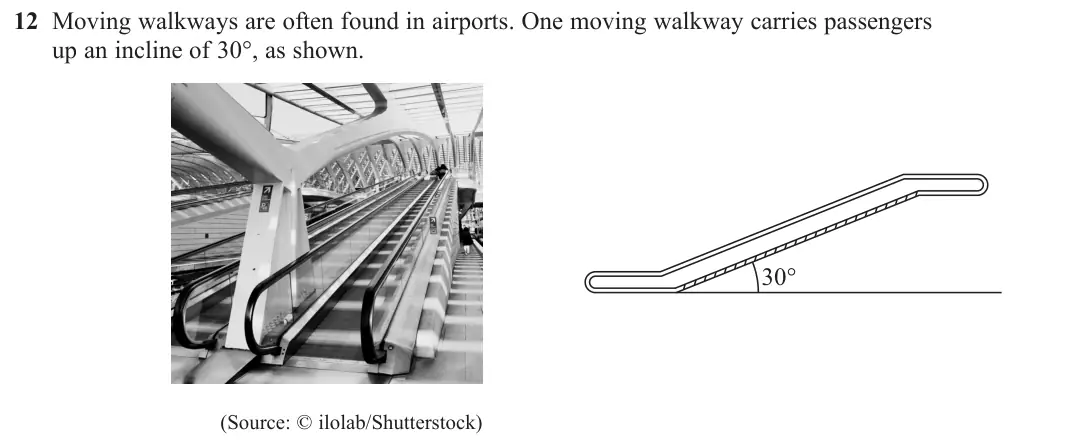 12 Moving walkways are often found in airports. One moving walkway carries passengers
up an incline of 30°, as shown.
30°
(Source: © ilolab/Shutterstock)